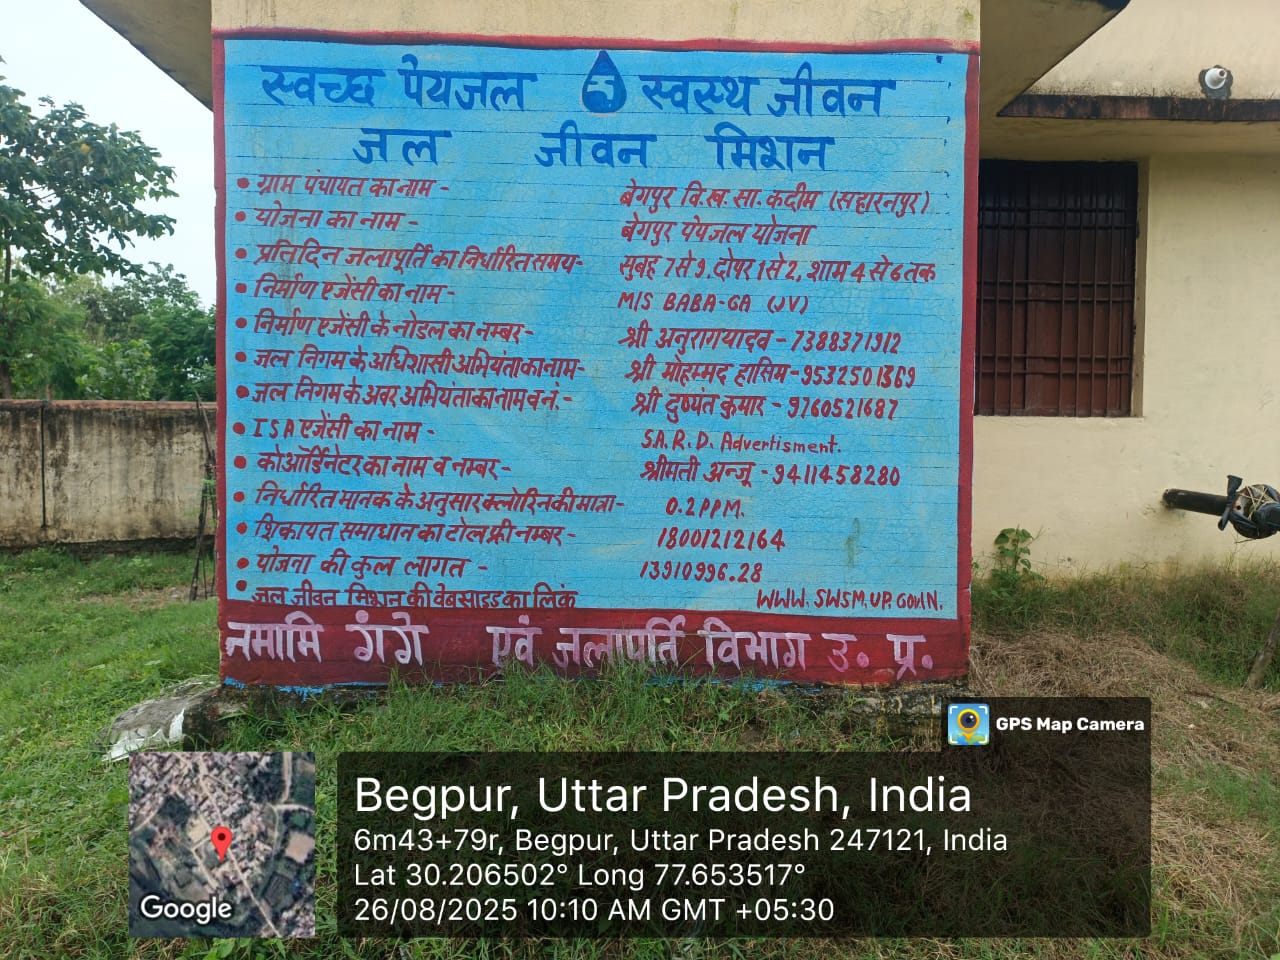 स्वच्छ पेयजल स्वस्थ जीवन
जल जीवन मिशन
• ग्राम पंचायत का नाम - बेगपुर वि.ख. सा. कदीम (सहारनपुर)
• योजना का नाम - बेगपुर पेयजल योजना
• प्रतिदिन जलापूर्ति का निर्धारित समय- सुबह 7 से 9, दोपर 1 से 2, शाम 4 से 6 तक
• निर्माण एजेंसी का नाम - M/S BABA-GA (JV)
• निर्माण एजेंसी के नोडल का नम्बर - श्री अनुराग यादव - 7388371912
• जल निगम के अधिशासी अभियंता का नाम- श्री मोहम्मद हासिम - 9532501369
• जल निगम के अवर अभियंता का नाम व नं.- श्री दुष्यंत कुमार - 9760521687
• ISA एजेंसी का नाम - S.A.R.D. Advertisment.
• कोऑर्डिनेटर का नाम व नम्बर - श्रीमती अन्जू - 9411458280
• निर्धारित मानक के अनुसार क्लोरिन की मात्रा - 0.2 PPM.
• शिकायत समाधान का टोल फ्री नम्बर - 18001212164
• योजना की कुल लागत - 13910996.28
• जल जीवन मिशन की वेबसाइड का लिंक WWW.SWSM.UP.GOV.IN.
नमामि गंगे एवं जलापूर्ति विभाग उ. प्र.
GPS Map Camera
Begpur, Uttar Pradesh, India
6m43+79r, Begpur, Uttar Pradesh 247121, India
Lat 30.206502° Long 77.653517°
26/08/2025 10:10 AM GMT +05:30
Google